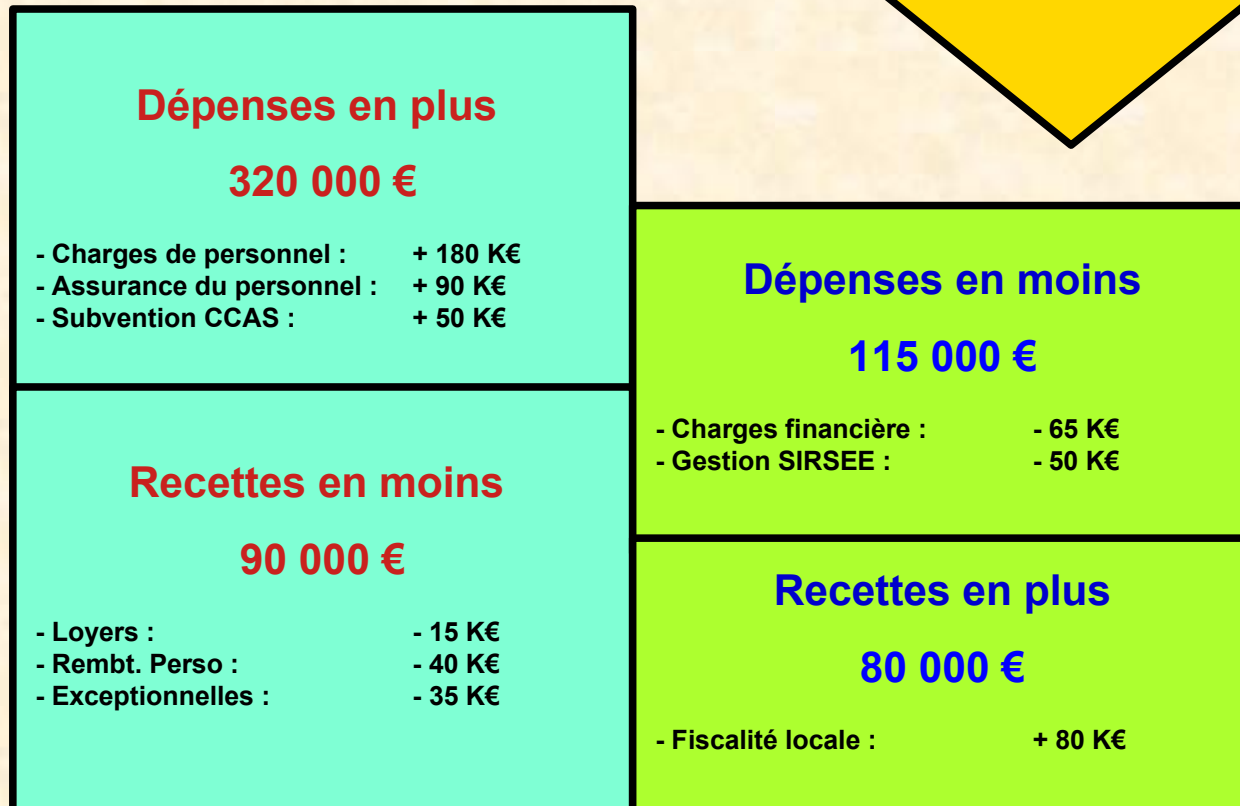 Dépenses en plus
320 000 €
- Charges de personnel : + 180 K€
- Assurance du personnel : + 90 K€
- Subvention CCAS : + 50 K€
Recettes en moins
90 000 €
- Loyers : - 15 K€
- Rembt. Perso : - 40 K€
- Exceptionnelles : - 35 K€
Dépenses en moins
115 000 €
- Charges financière : - 65 K€
- Gestion SIRSEE : - 50 K€
Recettes en plus
80 000 €
- Fiscalité locale : + 80 K€